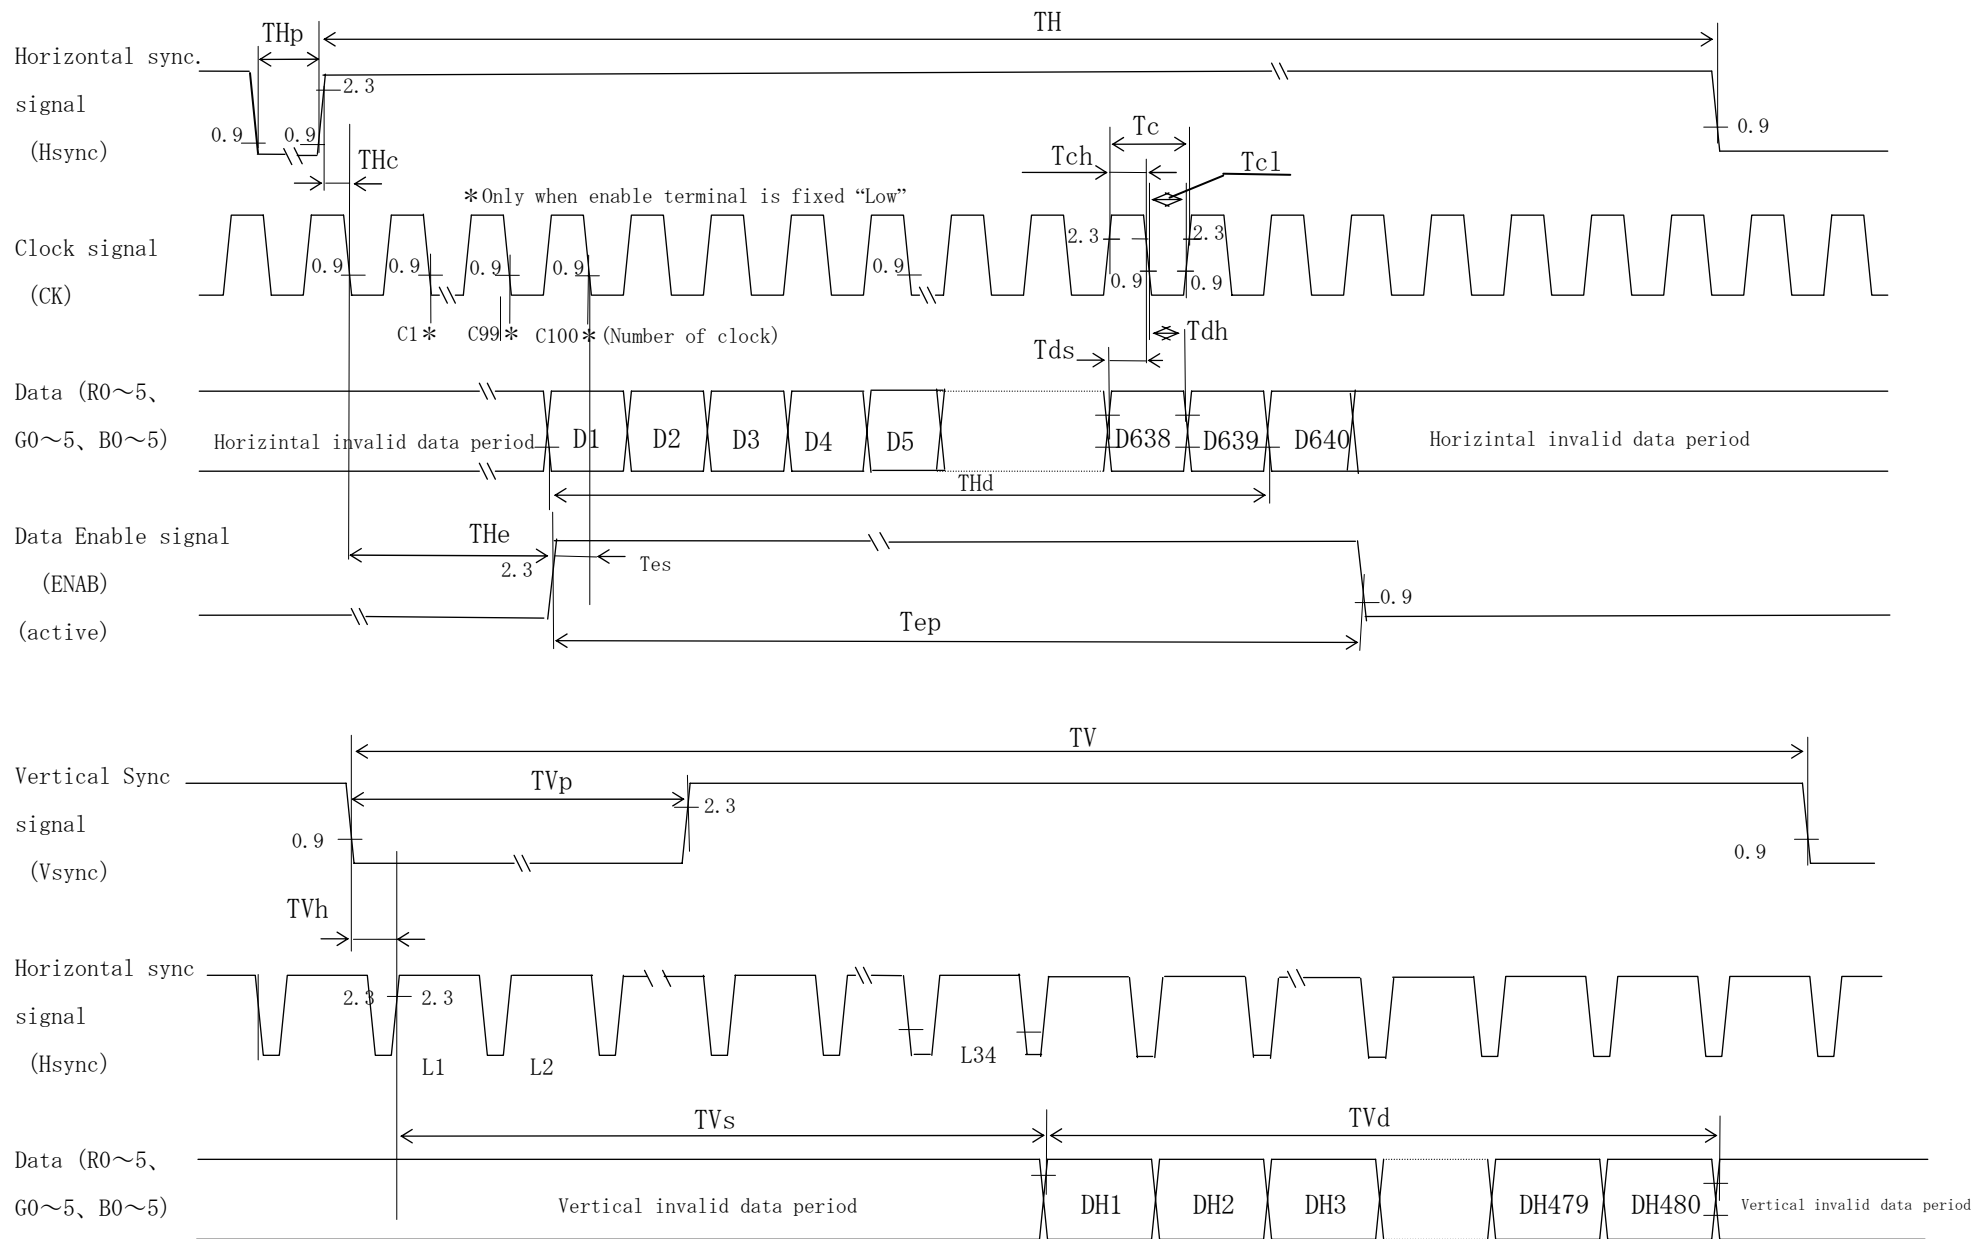 THp
TH
Horizontal sync.
signal
(Hsync)
2.3
0.9
0.9
0.9
THc
Tc
Tch
Tcl
＊Only when enable terminal is fixed “Low”
Clock signal
(CK)
2.3
2.3
0.9
0.9
0.9
0.9
0.9
0.9
0.9
C1＊
C99＊
C100＊(Number of clock)
Tdh
Tds
Data (R0～5、
G0～5、B0～5)
Horizintal invalid data period
D1
D2
D3
D4
D5
D638
D639
D640
Horizintal invalid data period
THd
Data Enable signal
(ENAB)
(active)
THe
2.3
Tes
0.9
Tep
TV
Vertical Sync
signal
(Vsync)
TVp
2.3
0.9
0.9
TVh
Horizontal sync
signal
(Hsync)
2.3
2.3
L1
L2
L34
TVs
TVd
Data (R0～5、
G0～5、B0～5)
Vertical invalid data period
DH1
DH2
DH3
DH479
DH480
Vertical invalid data period